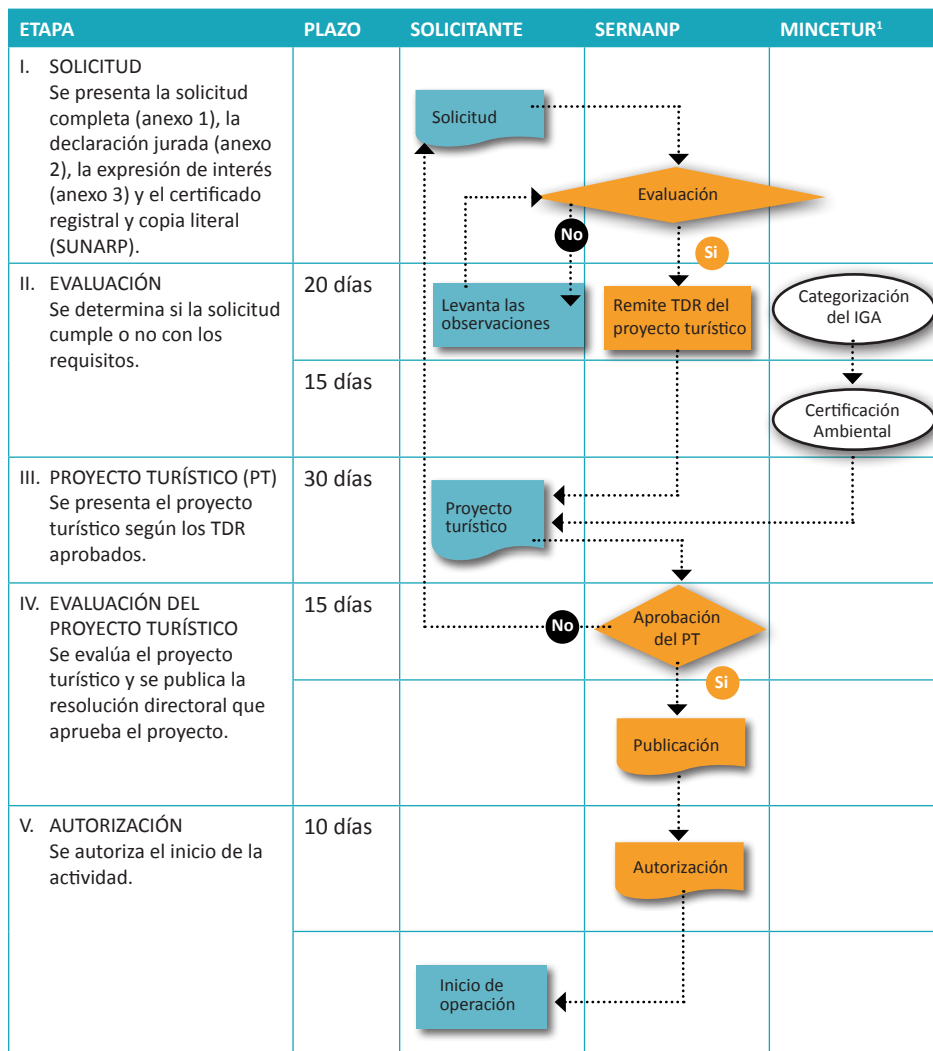 ETAPA PLAZO SOLICITANTE SERNANP MINCETUR¹
I. SOLICITUD
Se presenta la solicitud
completa (anexo 1), la
declaración jurada (anexo
2), la expresión de interés
(anexo 3) y el certificado
registral y copia literal
(SUNARP).
Solicitud
Evaluación
No
Si
II. EVALUACIÓN
Se determina si la solicitud
cumple o no con los
requisitos.
20 días
Levanta las
observaciones
Remite TDR del
proyecto turístico
Categorización
del IGA
15 días
Certificación
Ambiental
III. PROYECTO TURÍSTICO (PT)
Se presenta el proyecto
turístico según los TDR
aprobados.
30 días
Proyecto
turístico
IV. EVALUACIÓN DEL
PROYECTO TURÍSTICO
Se evalúa el proyecto
turístico y se publica la
resolución directoral que
aprueba el proyecto.
15 días
No
Aprobación
del PT
Si
Publicación
V. AUTORIZACIÓN
Se autoriza el inicio de la
actividad.
10 días
Autorización
Inicio de
operación